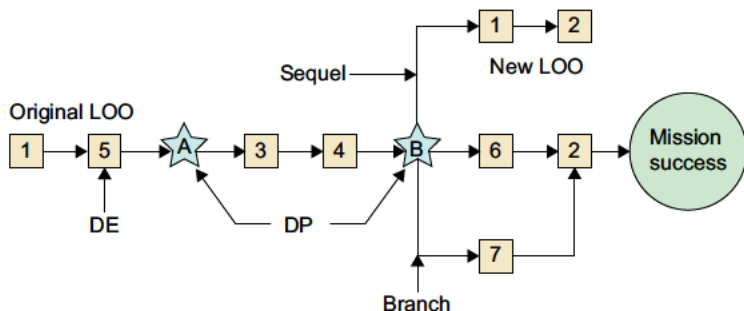 1
2
Sequel
New LOO
Original LOO
1
5
A
3
4
B
6
2
Mission
success
DE
DP
7
Branch